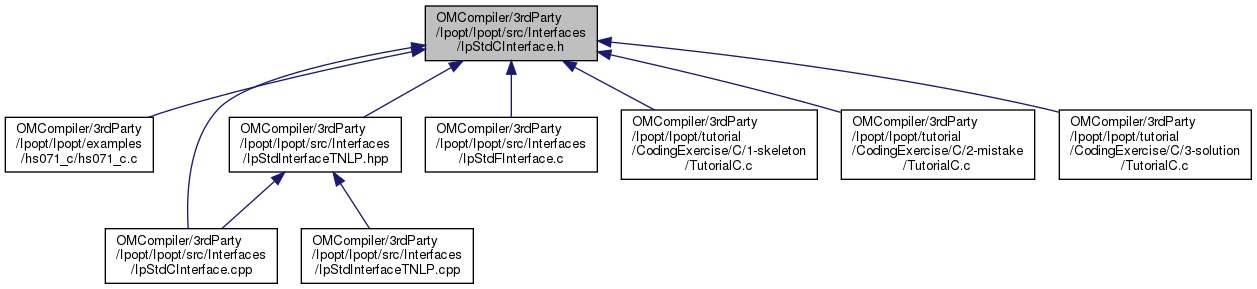 OMCompiler/3rdParty
/Ipopt/Ipopt/src/Interfaces
/IpStdCInterface.h
OMCompiler/3rdParty
/Ipopt/Ipopt/examples
/hs071_c/hs071_c.c
OMCompiler/3rdParty
/Ipopt/Ipopt/src/Interfaces
/IpStdInterfaceTNLP.hpp
OMCompiler/3rdParty
/Ipopt/Ipopt/src/Interfaces
/IpStdFInterface.c
OMCompiler/3rdParty
/Ipopt/Ipopt/tutorial
/CodingExercise/C/1-skeleton
/TutorialC.c
OMCompiler/3rdParty
/Ipopt/Ipopt/tutorial
/CodingExercise/C/2-mistake
/TutorialC.c
OMCompiler/3rdParty
/Ipopt/Ipopt/tutorial
/CodingExercise/C/3-solution
/TutorialC.c
OMCompiler/3rdParty
/Ipopt/Ipopt/src/Interfaces
/IpStdCInterface.cpp
OMCompiler/3rdParty
/Ipopt/Ipopt/src/Interfaces
/IpStdInterfaceTNLP.cpp